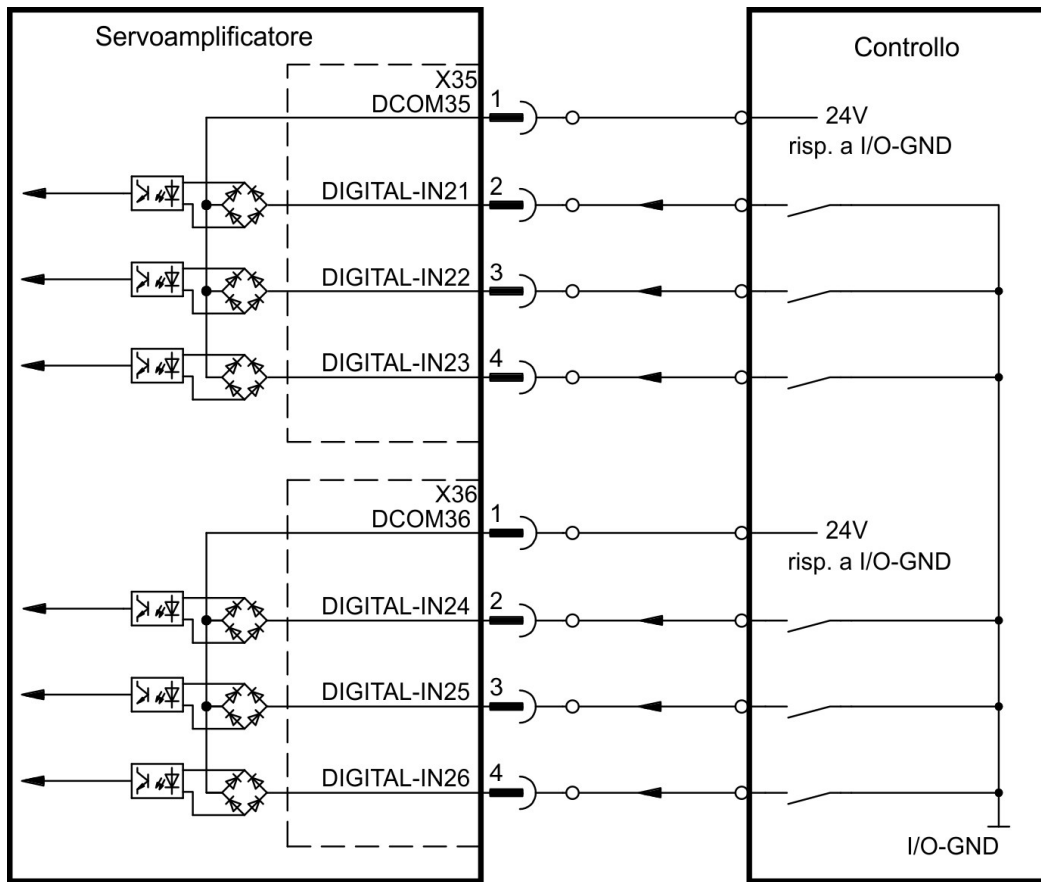 Servoamplificatore
Controllo
X35
DCOM35
1
24V
risp. a I/O-GND
DIGITAL-IN21
2
DIGITAL-IN22
3
DIGITAL-IN23
4
X36
DCOM36
1
24V
risp. a I/O-GND
DIGITAL-IN24
2
DIGITAL-IN25
3
DIGITAL-IN26
4
I/O-GND